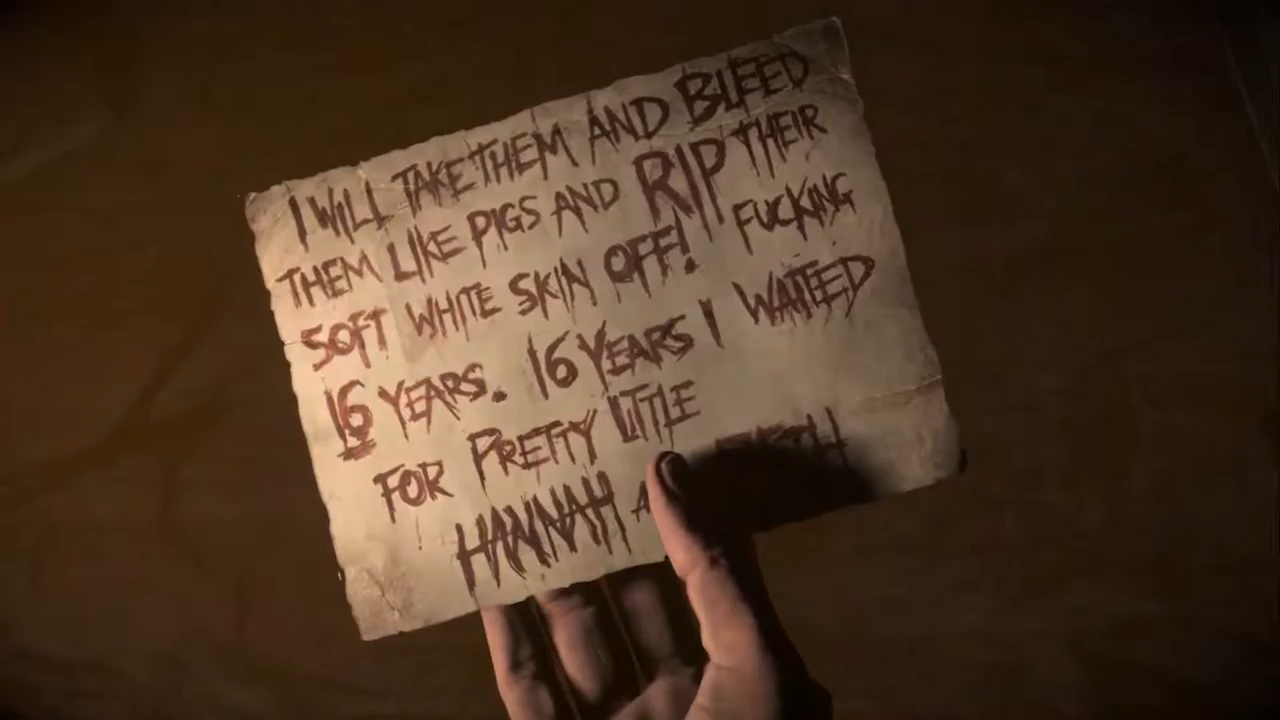 I WILL TAKE THEM AND BLEED
THEM LIKE PIGS AND RIP THEIR
SOFT WHITE SKIN OFF! FUCKING
16 YEARS. 16 YEARS I WAITED
FOR PRETTY LITTLE
HANNAH